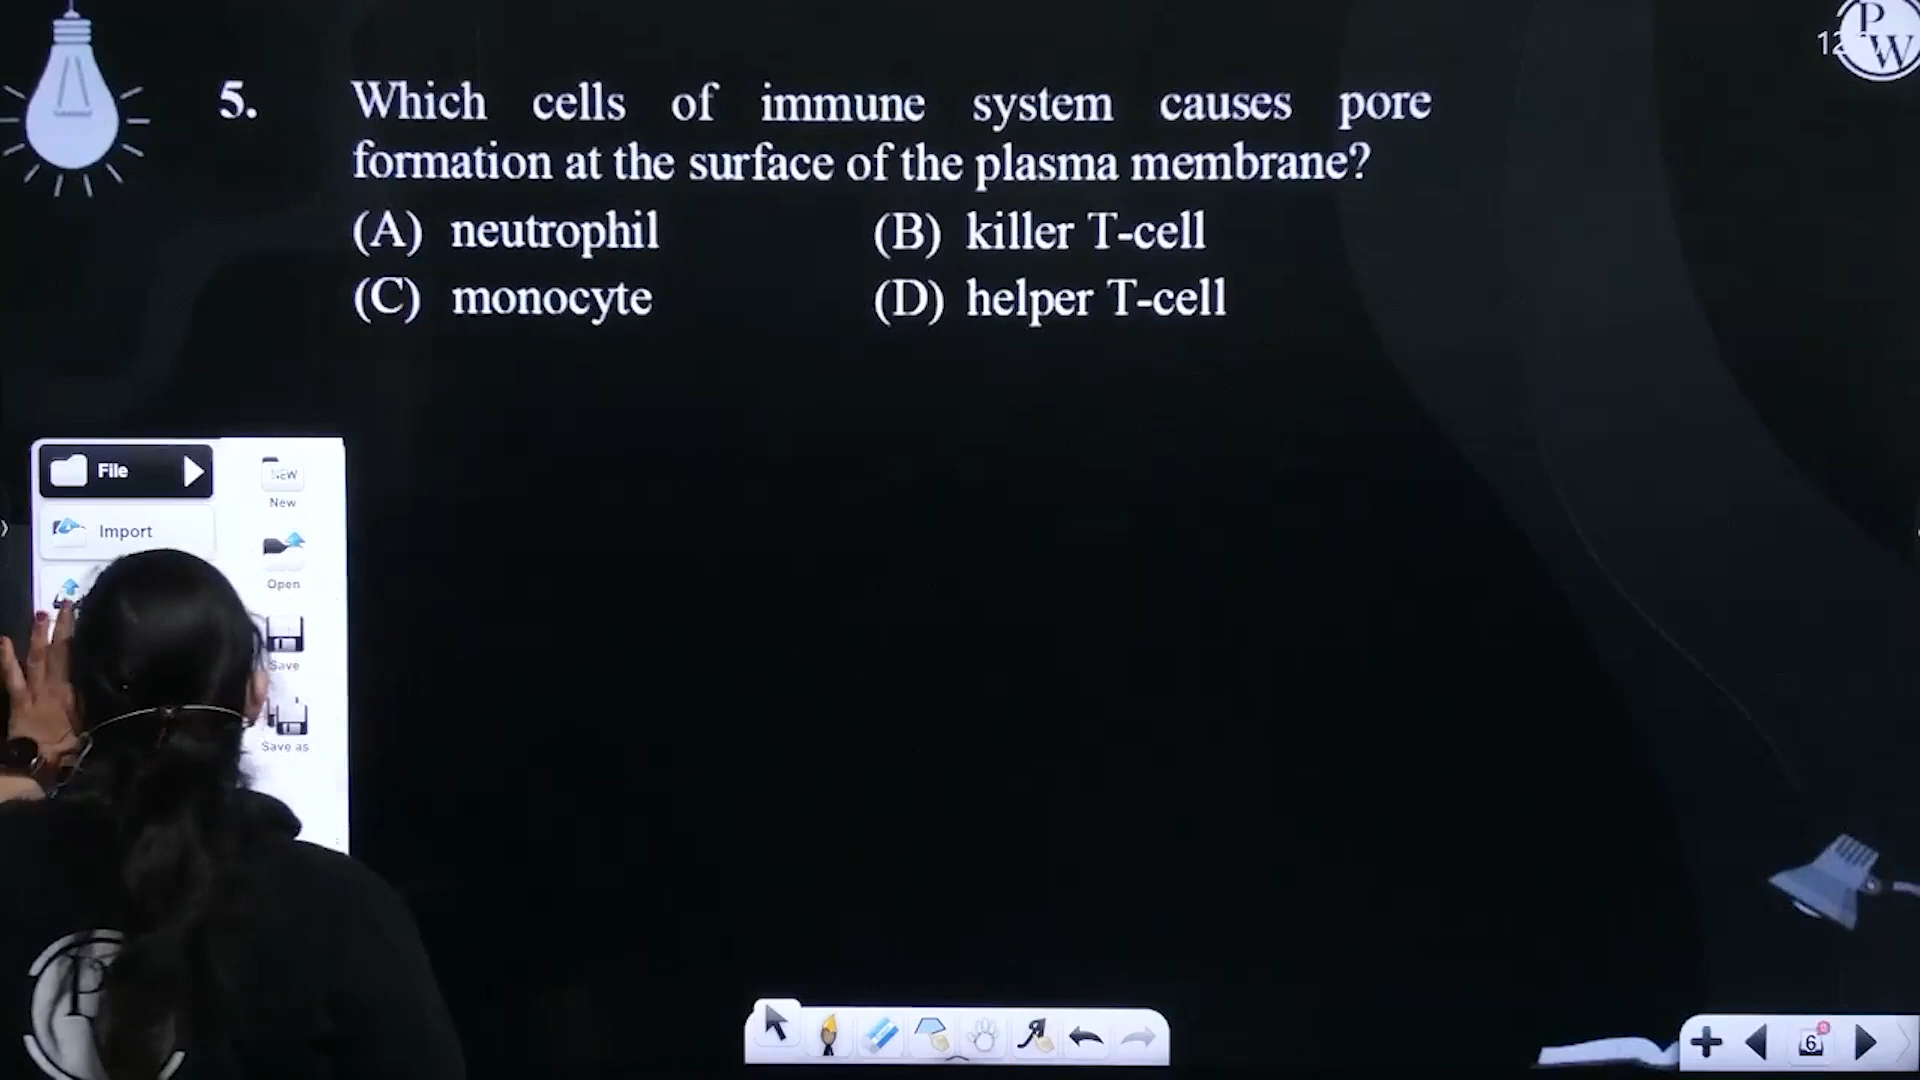 5. Which cells of immune system causes pore
formation at the surface of the plasma membrane?
(A) neutrophil (B) killer T-cell
(C) monocyte (D) helper T-cell
File
NEW
New
Import
Open
Save
Save as
PW
P
6